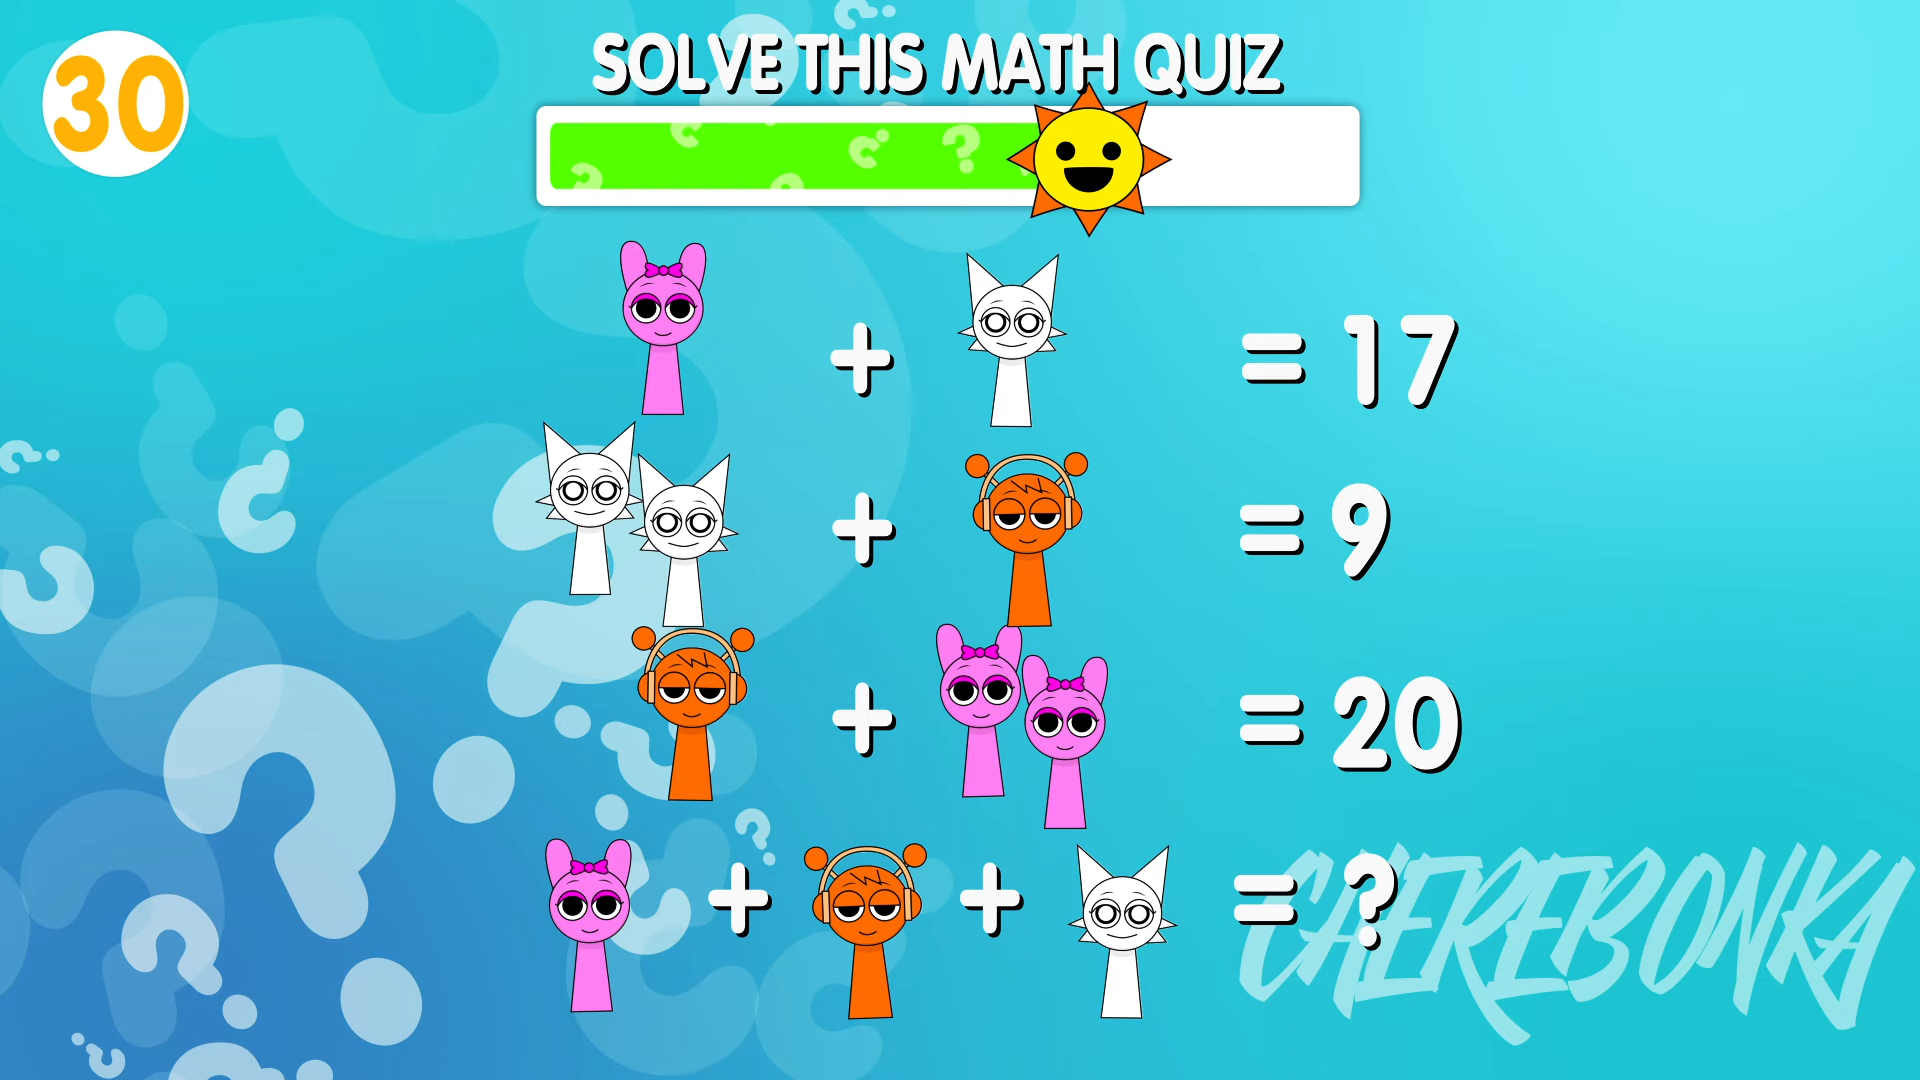 30
SOLVE THIS MATH QUIZ
+ = 17
+ = 9
+ = 20
+ + = ?
CHEREBONKA